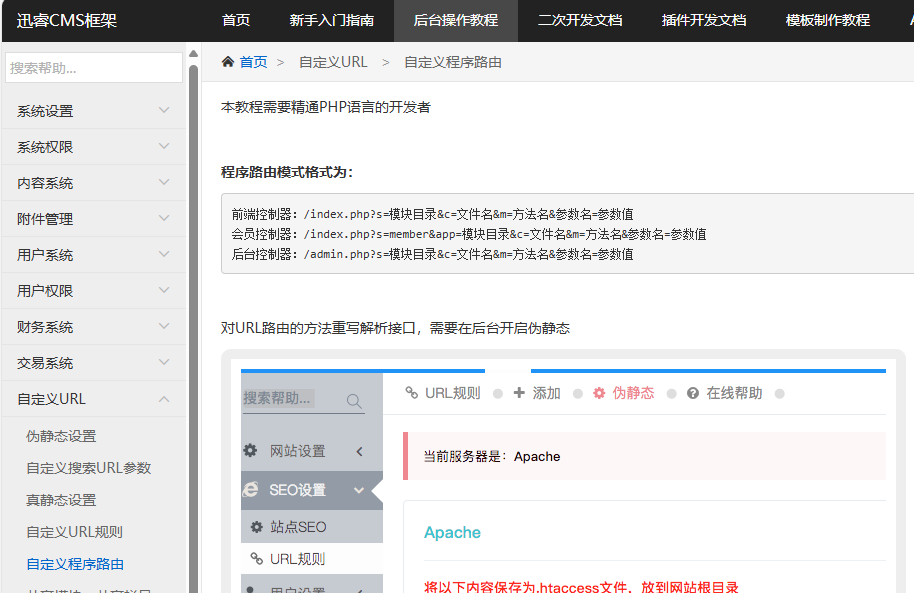 迅睿CMS框架
首页 新手入门指南 后台操作教程 二次开发文档 插件开发文档 模板制作教程
搜索帮助...
系统设置
系统权限
内容系统
附件管理
用户系统
用户权限
财务系统
交易系统
自定义URL
伪静态设置
自定义搜索URL参数
真静态设置
自定义URL规则
自定义程序路由
首页 > 自定义URL > 自定义程序路由
本教程需要精通PHP语言的开发者
程序路由模式格式为：
前端控制器：/index.php?s=模块目录&c=文件名&m=方法名&参数名=参数值
会员控制器：/index.php?s=member&app=模块目录&c=文件名&m=方法名&参数名=参数值
后台控制器：/admin.php?s=模块目录&c=文件名&m=方法名&参数名=参数值
对URL路由的方法重写解析接口，需要在后台开启伪静态
搜索帮助...
网站设置
SEO设置
站点SEO
URL规则
用户设置
URL规则 添加 伪静态 在线帮助
当前服务器是：Apache
Apache
将以下内容保存为.htaccess文件，放到网站根目录